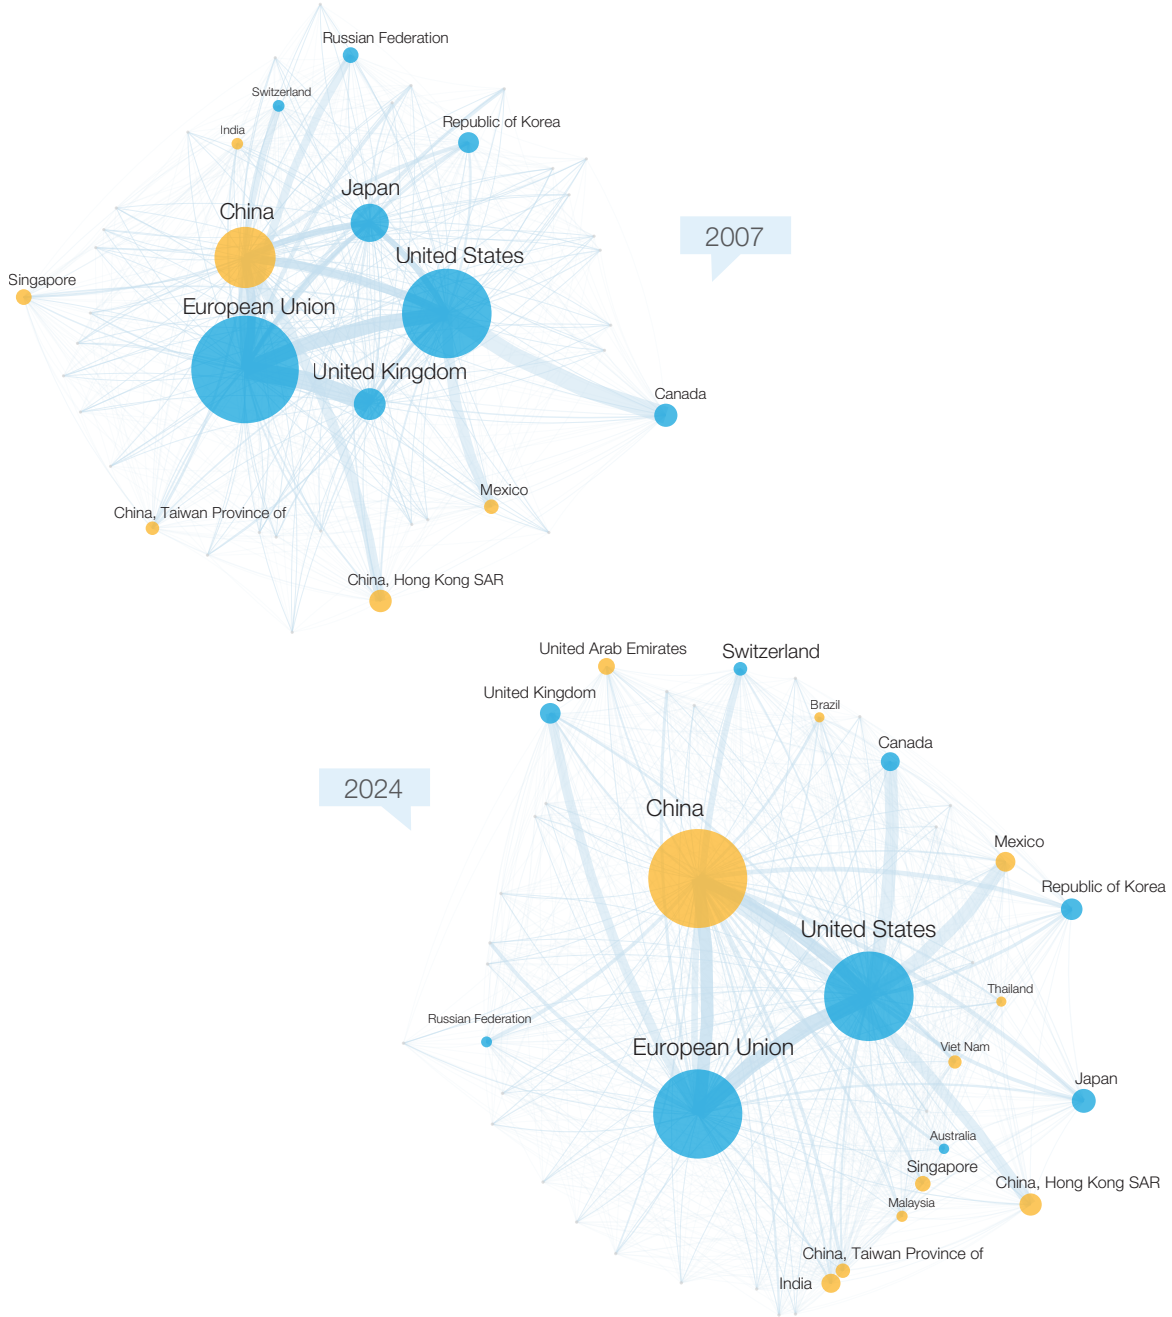 Russian Federation
Switzerland
Republic of Korea
India
Japan
China
2007
United States
Singapore
European Union
United Kingdom
Canada
Mexico
China, Taiwan Province of
China, Hong Kong SAR
United Arab Emirates
Switzerland
United Kingdom
Brazil
Canada
2024
China
Mexico
Republic of Korea
United States
Thailand
Russian Federation
Viet Nam
European Union
Japan
Australia
Singapore
China, Hong Kong SAR
Malaysia
China, Taiwan Province of
India